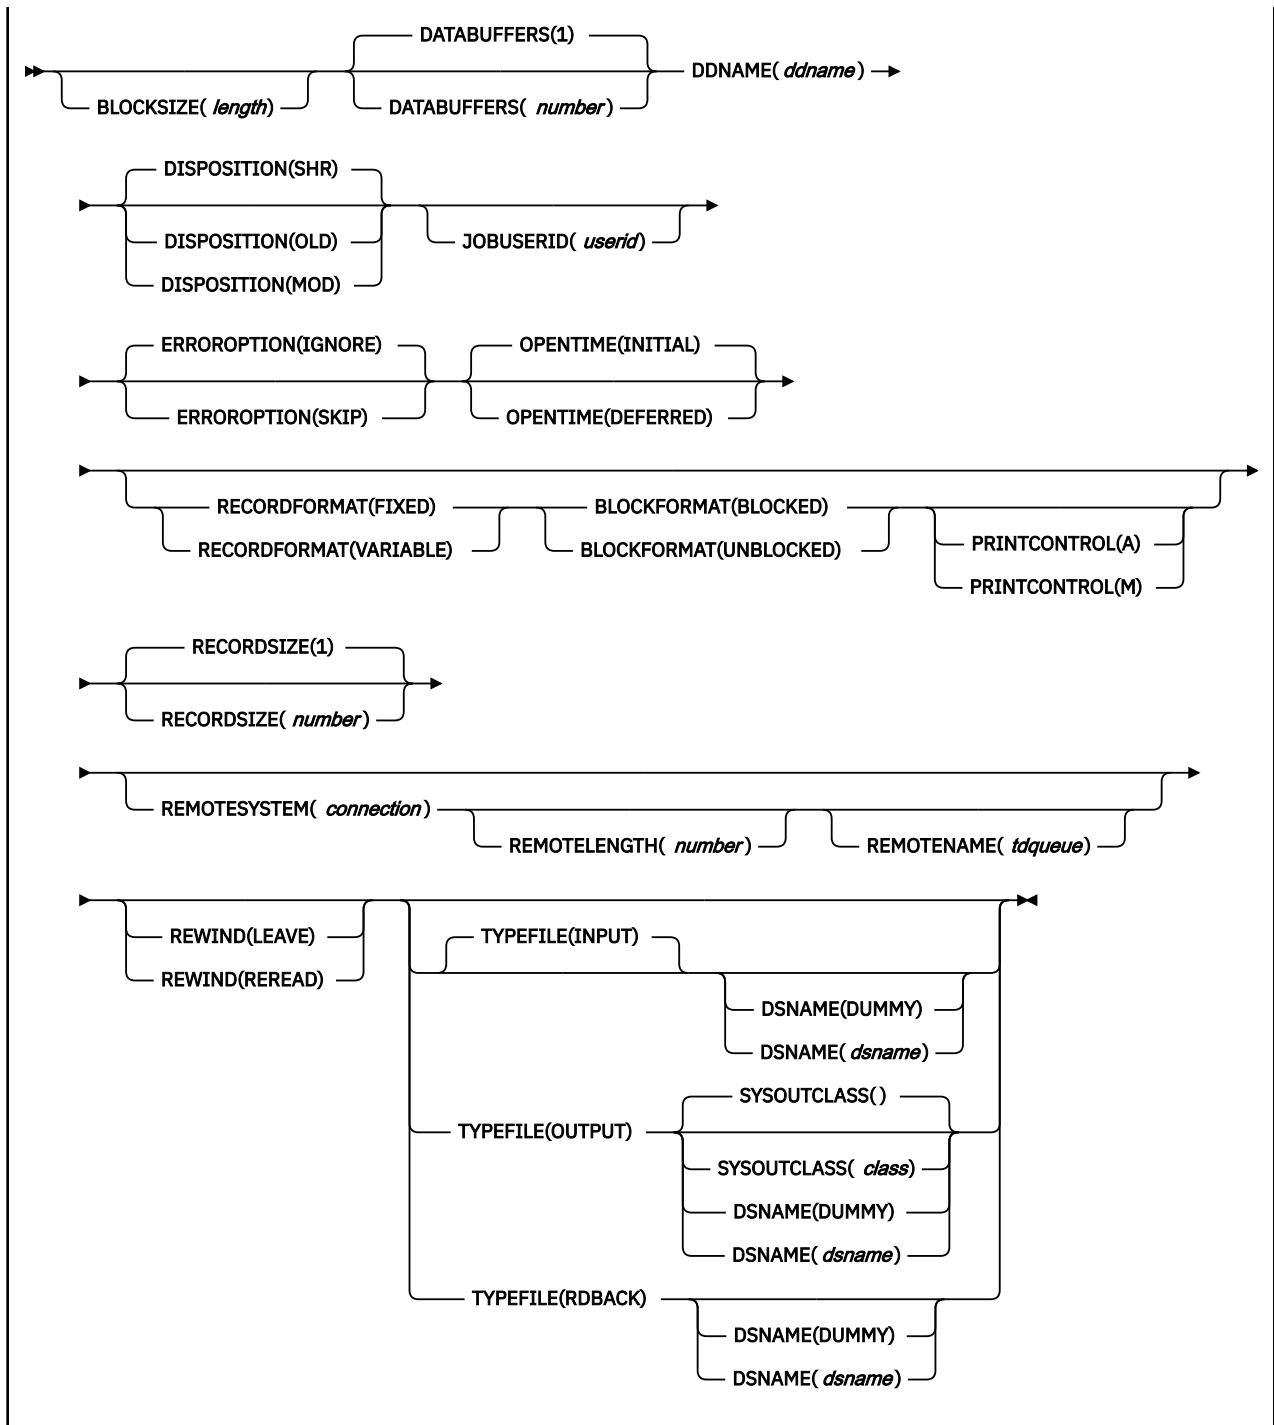 DATABUFFERS(1)
DDNAME( ddname)
BLOCKSIZE( length)
DATABUFFERS( number)
DISPOSITION(SHR)
DISPOSITION(OLD)
JOBUSERID( userid)
DISPOSITION(MOD)
ERROROPTION(IGNORE)
OPENTIME(INITIAL)
ERROROPTION(SKIP)
OPENTIME(DEFERRED)
RECORDFORMAT(FIXED)
BLOCKFORMAT(BLOCKED)
RECORDFORMAT(VARIABLE)
BLOCKFORMAT(UNBLOCKED)
PRINTCONTROL(A)
PRINTCONTROL(M)
RECORDSIZE(1)
RECORDSIZE( number)
REMOTESYSTEM( connection)
REMOTELENGTH( number)
REMOTENAME( tdqueue)
REWIND(LEAVE)
REWIND(REREAD)
TYPEFILE(INPUT)
DSNAME(DUMMY)
DSNAME( dsname)
SYSOUTCLASS()
TYPEFILE(OUTPUT)
SYSOUTCLASS( class)
DSNAME(DUMMY)
DSNAME( dsname)
TYPEFILE(RDBACK)
DSNAME(DUMMY)
DSNAME( dsname)